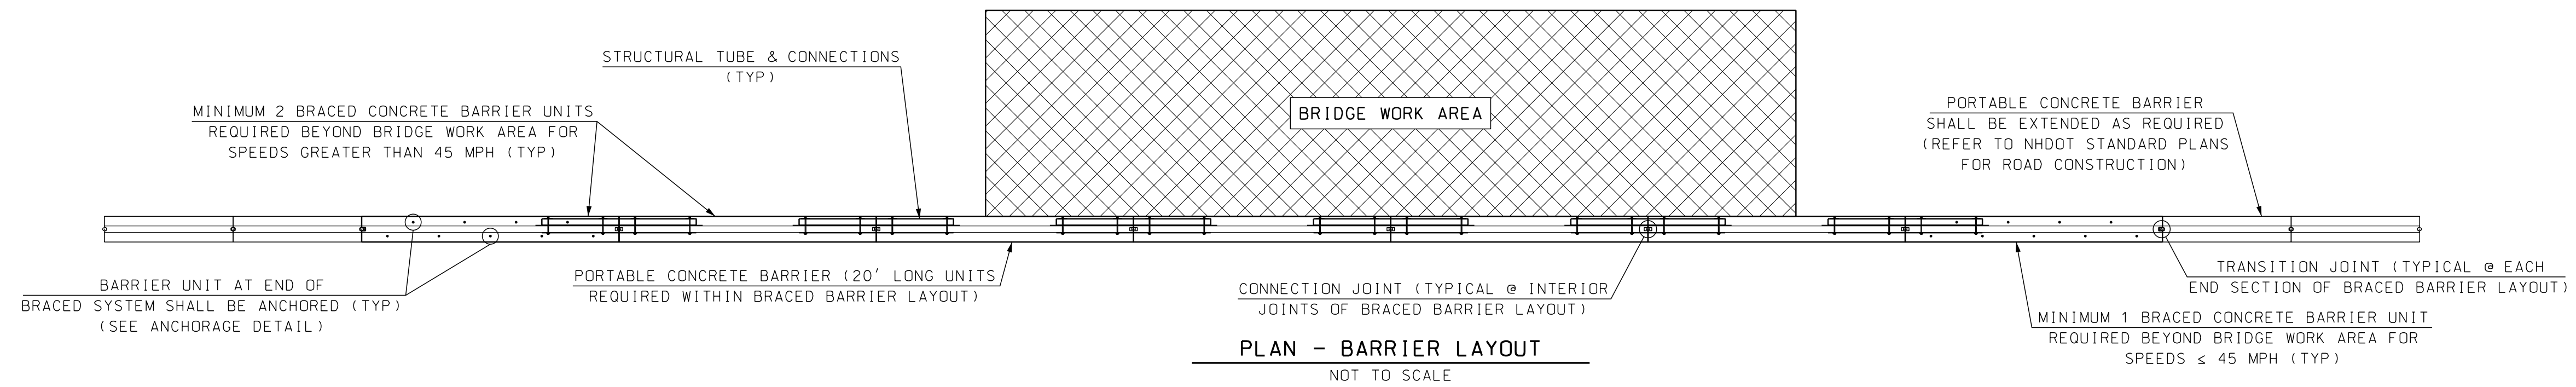 STRUCTURAL TUBE & CONNECTIONS
(TYP)
MINIMUM 2 BRACED CONCRETE BARRIER UNITS
REQUIRED BEYOND BRIDGE WORK AREA FOR
SPEEDS GREATER THAN 45 MPH (TYP)
BRIDGE WORK AREA
PORTABLE CONCRETE BARRIER
SHALL BE EXTENDED AS REQUIRED
(REFER TO NHDOT STANDARD PLANS
FOR ROAD CONSTRUCTION)
BARRIER UNIT AT END OF
BRACED SYSTEM SHALL BE ANCHORED (TYP)
(SEE ANCHORAGE DETAIL)
PORTABLE CONCRETE BARRIER (20' LONG UNITS
REQUIRED WITHIN BRACED BARRIER LAYOUT)
CONNECTION JOINT (TYPICAL @ INTERIOR
JOINTS OF BRACED BARRIER LAYOUT)
TRANSITION JOINT (TYPICAL @ EACH
END SECTION OF BRACED BARRIER LAYOUT)
MINIMUM 1 BRACED CONCRETE BARRIER UNIT
REQUIRED BEYOND BRIDGE WORK AREA FOR
SPEEDS ≤ 45 MPH (TYP)
PLAN - BARRIER LAYOUT
NOT TO SCALE